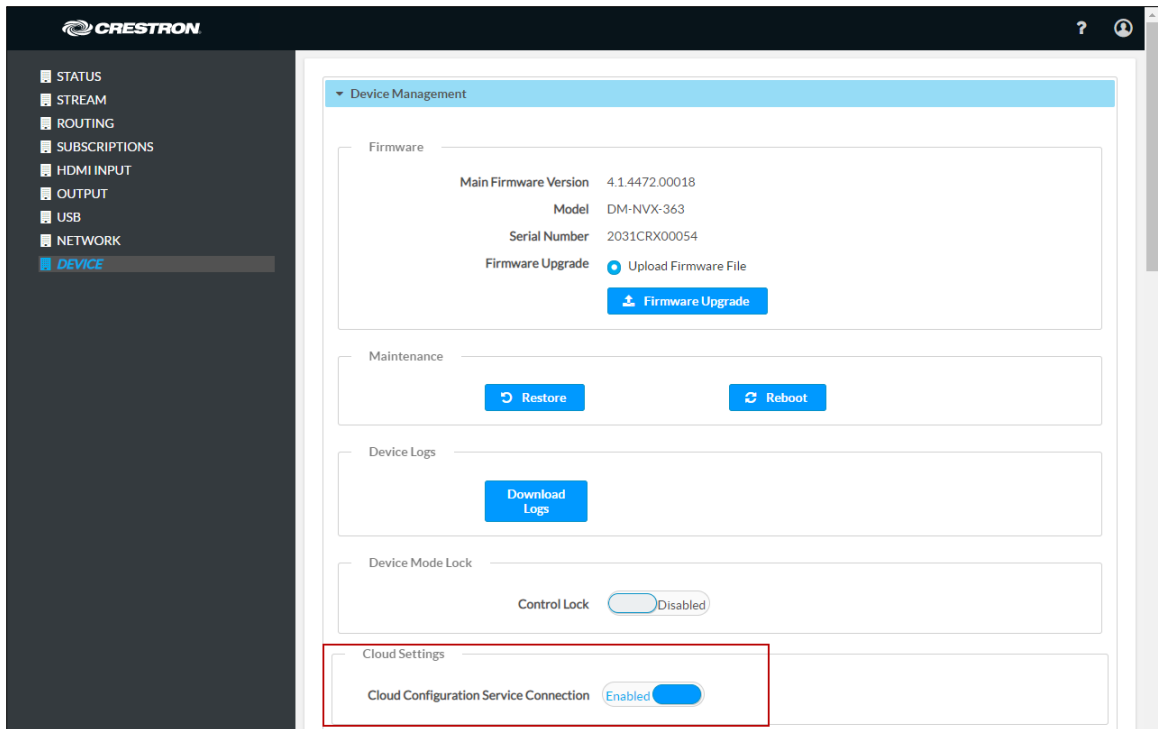 CRESTRON
?
STATUS
STREAM
ROUTING
SUBSCRIPTIONS
HDMI INPUT
OUTPUT
USB
NETWORK
DEVICE
Device Management
Firmware
Main Firmware Version 4.1.4472.00018
Model DM-NVX-363
Serial Number 2031CRX00054
Firmware Upgrade Upload Firmware File
Firmware Upgrade
Maintenance
Restore Reboot
Device Logs
Download
Logs
Device Mode Lock
Control Lock Disabled
Cloud Settings
Cloud Configuration Service Connection Enabled